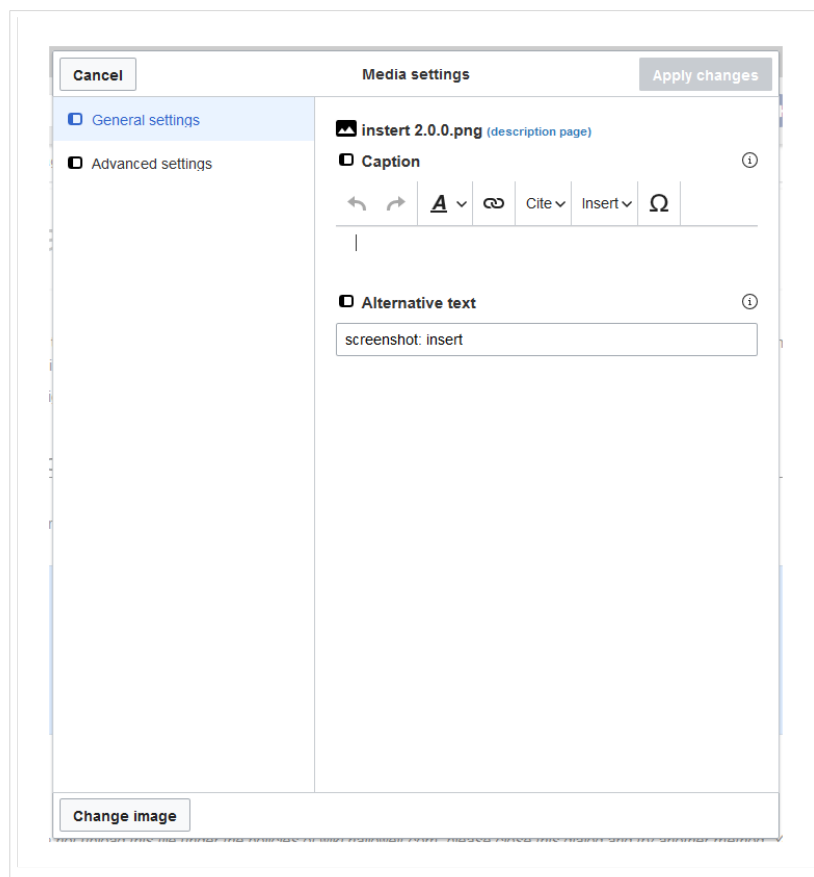 Cancel
Media settings
Apply changes
General settings
Advanced settings
instert 2.0.0.png (description page)
Caption
A
Cite
Insert
Ω
Alternative text
screenshot: insert
Change image